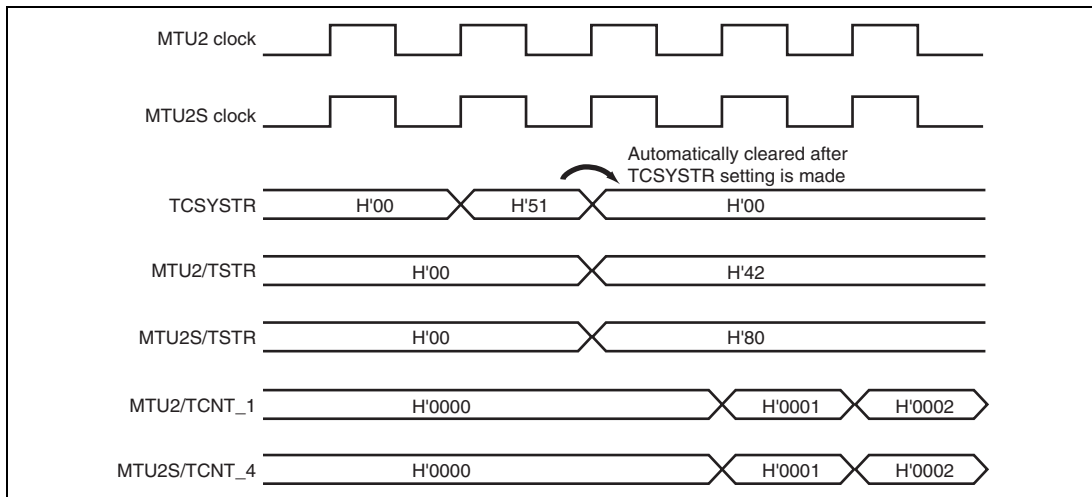 MTU2 clock
MTU2S clock
Automatically cleared after
TCSYSTR setting is made
TCSYSTR H'00 H'51 H'00
MTU2/TSTR H'00 H'42
MTU2S/TSTR H'00 H'80
MTU2/TCNT_1 H'0000 H'0001 H'0002
MTU2S/TCNT_4 H'0000 H'0001 H'0002